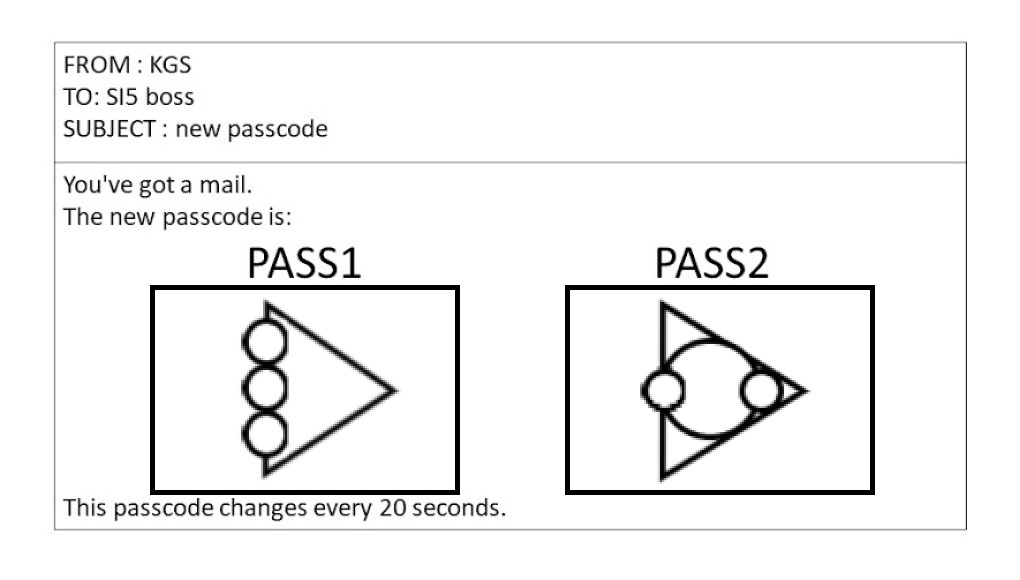 FROM : KGS
TO: SI5 boss
SUBJECT : new passcode
You've got a mail.
The new passcode is:
PASS1
PASS2
This passcode changes every 20 seconds.